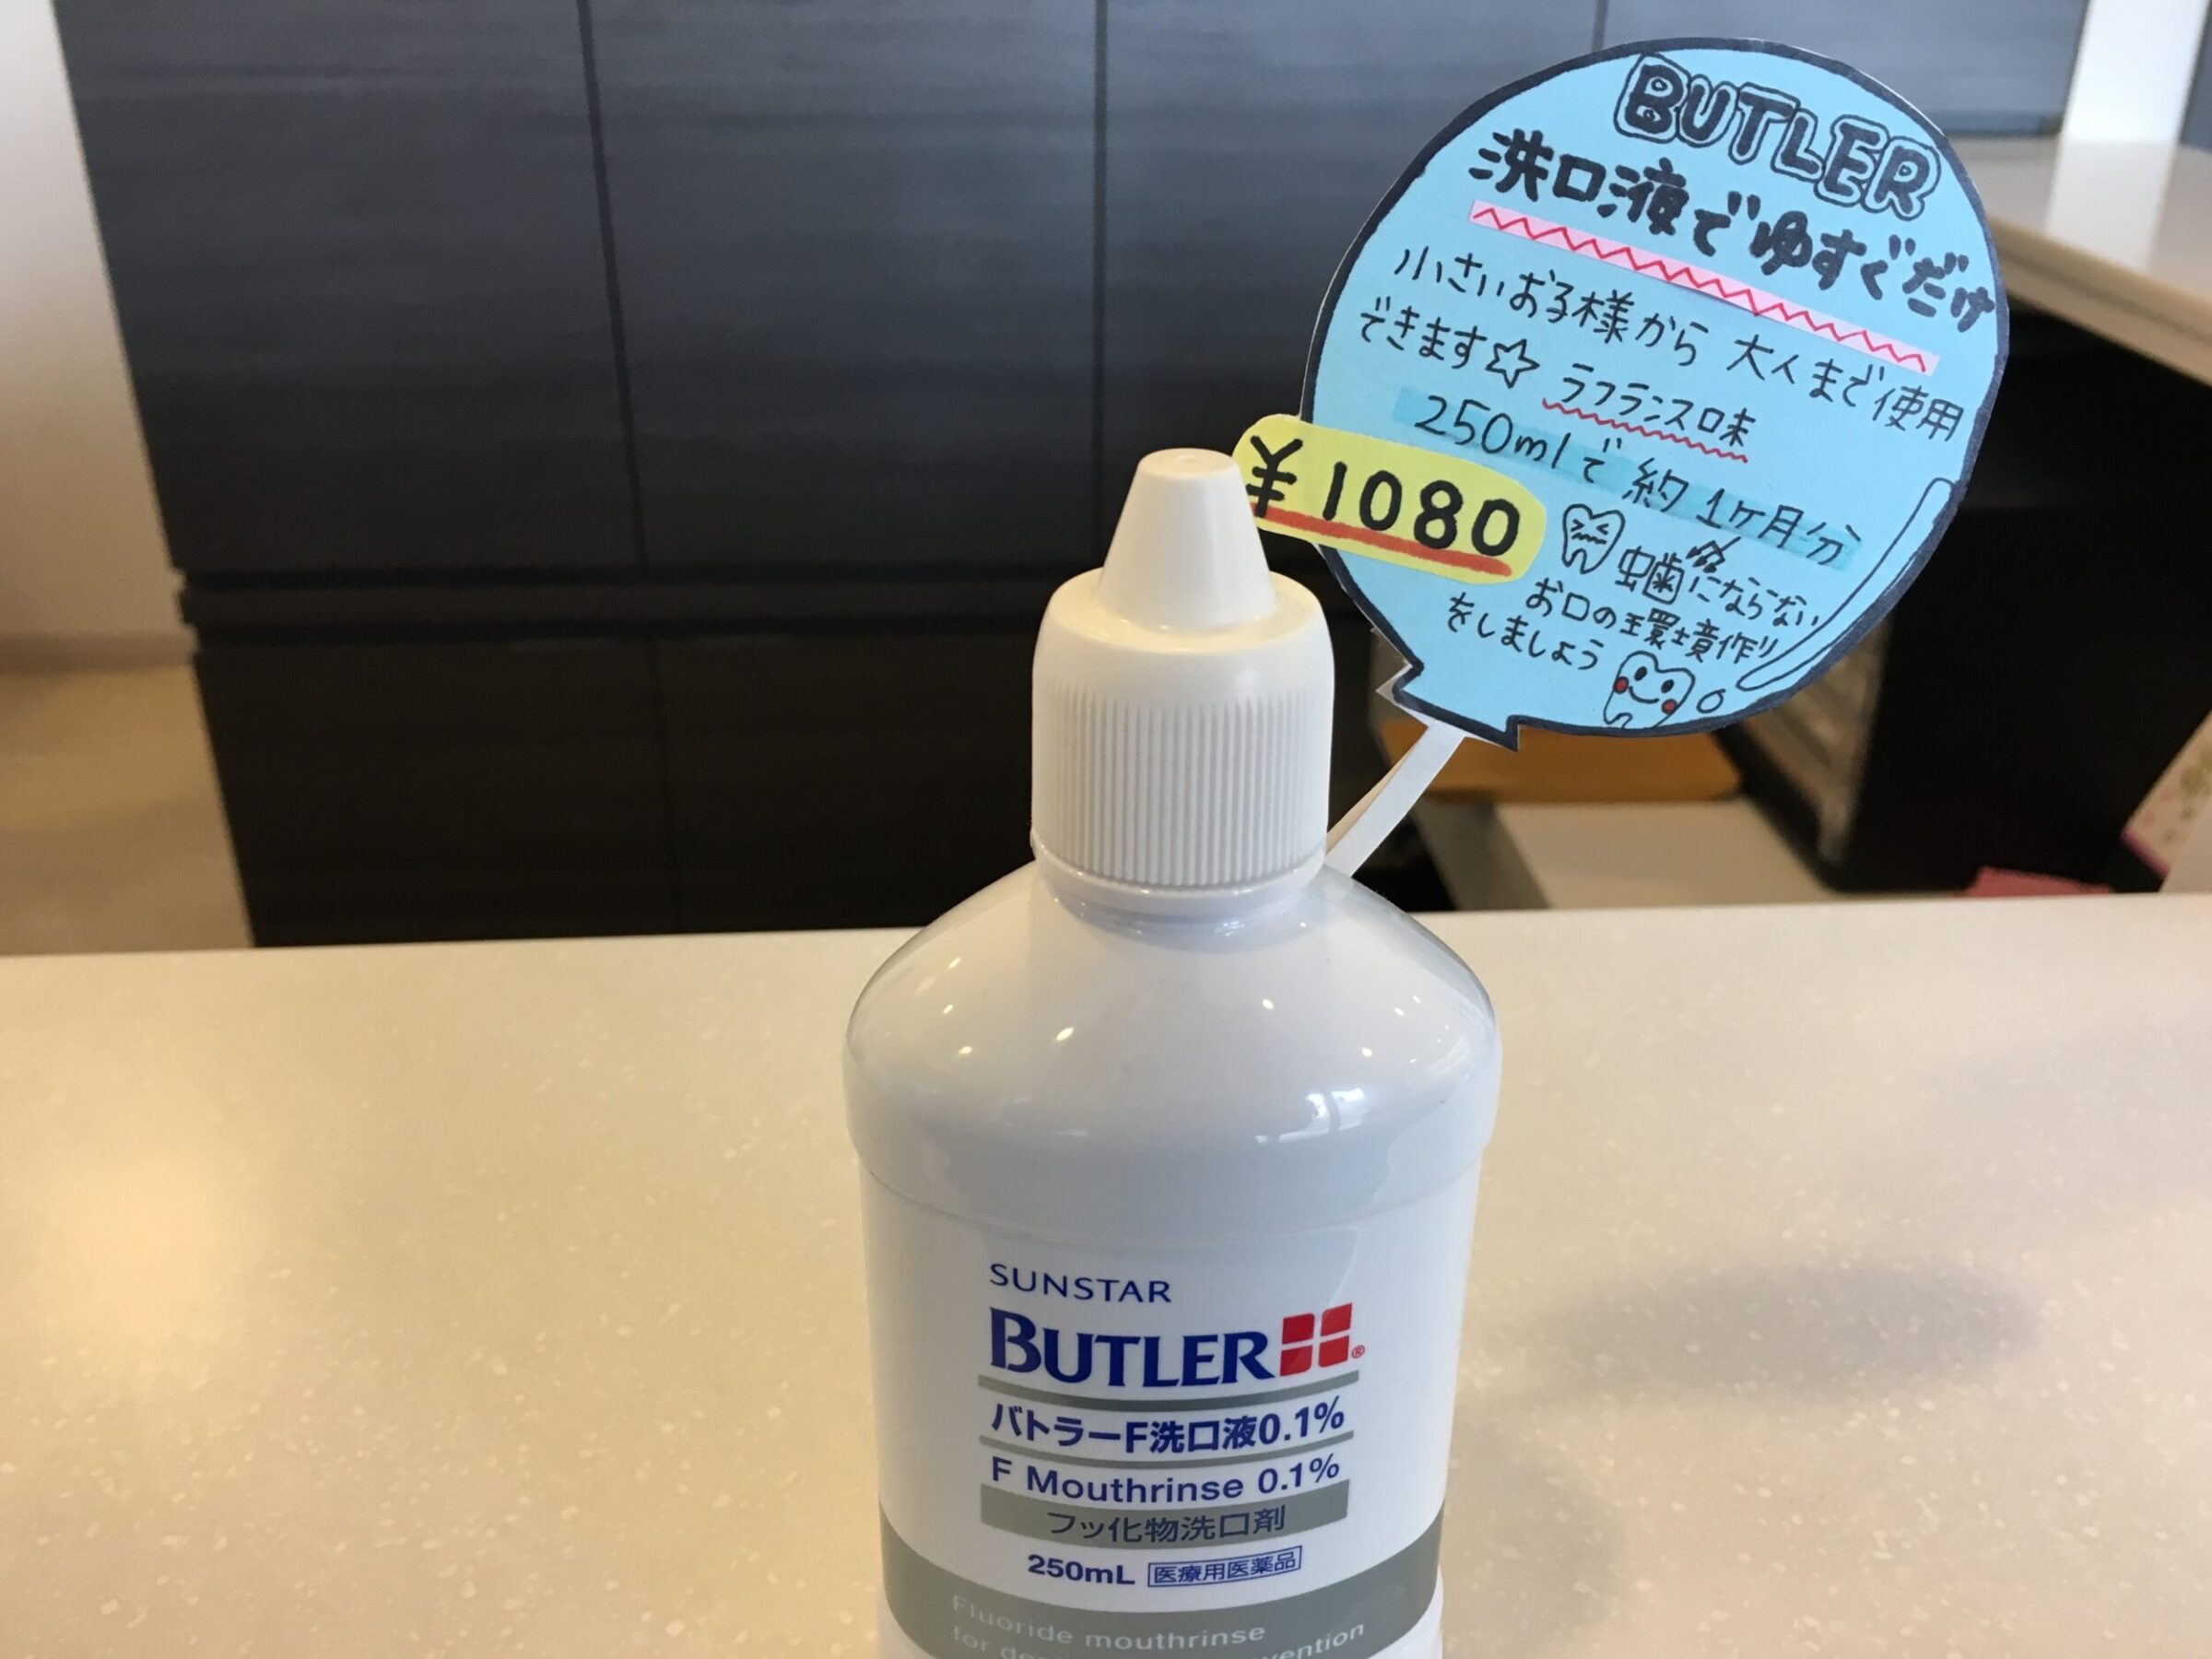 BUTLER
洗口液でゆすぐだけ
小さいお子様から 大人まで使用
できます☆ ラフランス味
250mlで 約1ヶ月分
¥1080
虫歯にならない
お口の環境作り
をしましょう
SUNSTAR
BUTLER®
バトラーF洗口液0.1%
F Mouthrinse 0.1%
フッ化物洗口剤
250mL 医療用医薬品
Fluoride mouthrinse
for